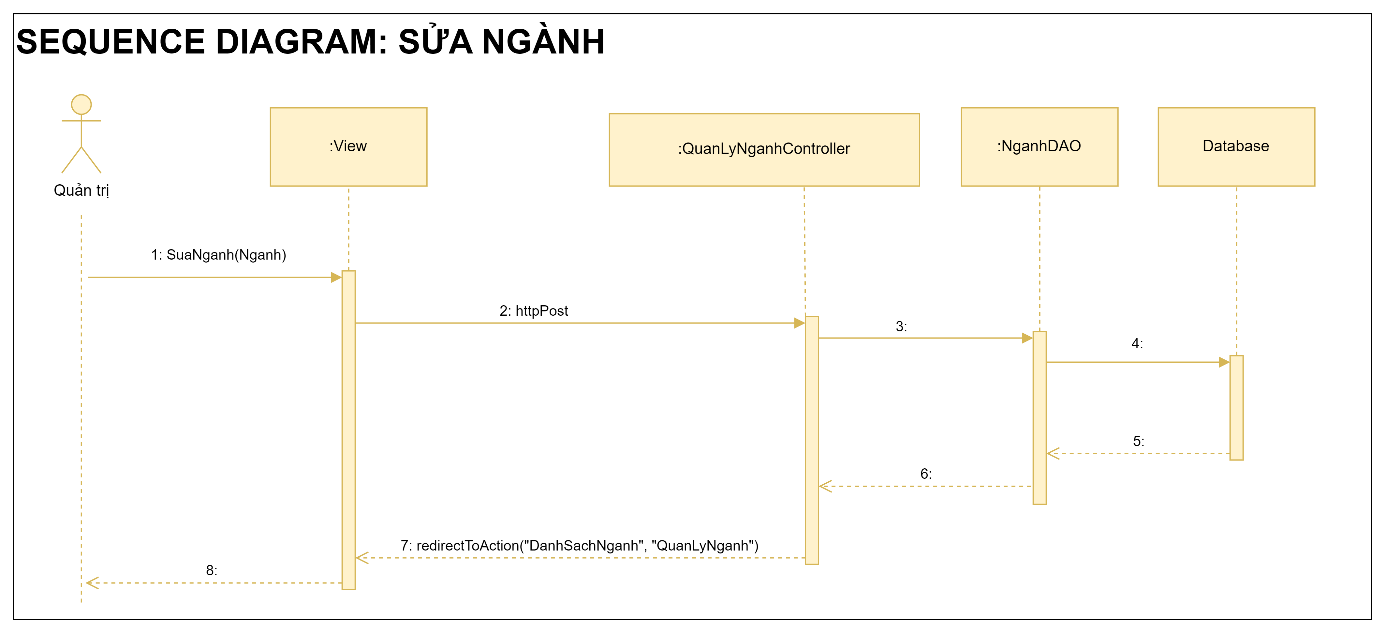 SEQUENCE DIAGRAM: SỬA NGÀNH
:View
:QuanLyNganhController
:NganhDAO
Database
Quản trị
1: SuaNganh(Nganh)
2: httpPost
3:
4:
5:
6:
7: redirectToAction("DanhSachNganh", "QuanLyNganh")
8: